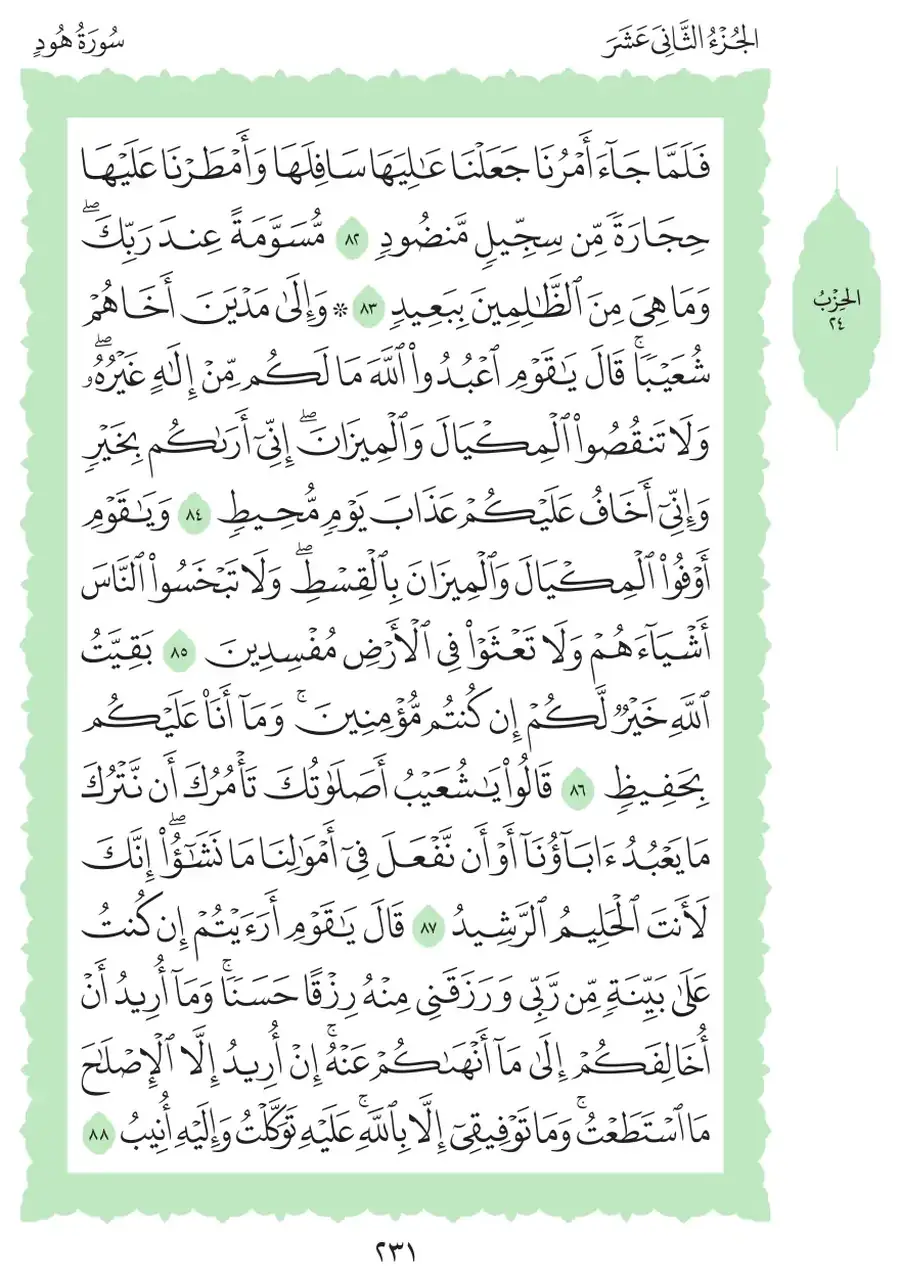 الجُزْءُ الثَّانِيَ عَشَرَ
سُورَةُ هُودٍ
فَلَمَّا جَآءَ أَمْرُنَا جَعَلْنَا عَٰلِيَهَا سَافِلَهَا وَأَمْطَرْنَا عَلَيْهَا
حِجَارَةً مِّن سِجِّيلٍ مَّنضُودٍ ٨٢ مُّسَوَّمَةً عِندَ رَبِّكَۖ
وَمَا هِيَ مِنَ ٱلظَّٰلِمِينَ بِبَعِيدٍ ٨٣ ۞ وَإِلَىٰ مَدْيَنَ أَخَاهُمْ
شُعَيْبًاۚ قَالَ يَٰقَوْمِ ٱعْبُدُوا۟ ٱللَّهَ مَا لَكُم مِّنْ إِلَٰهٍ غَيْرُهُۥۖ
وَلَا تَنقُصُوا۟ ٱلْمِكْيَالَ وَٱلْمِيزَانَۖ إِنِّيٓ أَرَىٰكُم بِخَيْرٍ
وَإِنِّيٓ أَخَافُ عَلَيْكُمْ عَذَابَ يَوْمٍ مُّحِيطٍ ٨٤ وَيَٰقَوْمِ
أَوْفُوا۟ ٱلْمِكْيَالَ وَٱلْمِيزَانَ بِٱلْقِسْطِۖ وَلَا تَبْخَسُوا۟ ٱلنَّاسَ
أَشْيَآءَهُمْ وَلَا تَعْثَوْا۟ فِي ٱلْأَرْضِ مُفْسِدِينَ ٨٥ بَقِيَّتُ
ٱللَّهِ خَيْرٌ لَّكُمْ إِن كُنتُم مُّؤْمِنِينَۚ وَمَآ أَنَا۠ عَلَيْكُم
بِحَفِيظٍ ٨٦ قَالُوا۟ يَٰشُعَيْبُ أَصَلَوٰتُكَ تَأْمُرُكَ أَن نَّتْرُكَ
مَا يَعْبُدُ ءَابَآؤُنَآ أَوْ أَن نَّفْعَلَ فِيٓ أَمْوَٰلِنَا مَا نَشَٰٓؤُا۟ۖ إِنَّكَ
لَأَنتَ ٱلْحَلِيمُ ٱلرَّشِيدُ ٨٧ قَالَ يَٰقَوْمِ أَرَءَيْتُمْ إِن كُنتُ
عَلَىٰ بَيِّنَةٍ مِّن رَّبِّي وَرَزَقَنِي مِنْهُ رِزْقًا حَسَنًاۚ وَمَآ أُرِيدُ أَنْ
أُخَالِفَكُمْ إِلَىٰ مَآ أَنْهَىٰكُمْ عَنْهُۚ إِنْ أُرِيدُ إِلَّا ٱلْإِصْلَٰحَ
مَا ٱسْتَطَعْتُۚ وَمَا تَوْفِيقِيٓ إِلَّا بِٱللَّهِۚ عَلَيْهِ تَوَكَّلْتُ وَإِلَيْهِ أُنِيبُ ٨٨
الحِزْبُ
٢٤
٢٣١